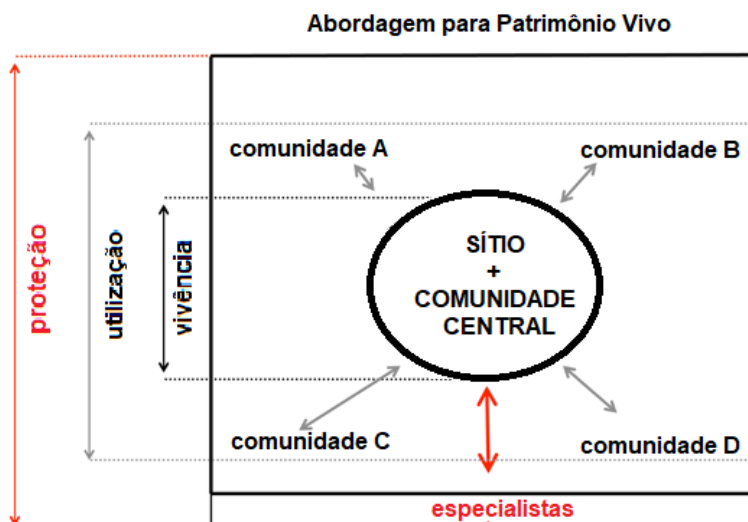 Abordagem para Patrimônio Vivo
proteção
utilização
vivência
comunidade A
comunidade B
SÍTIO
+
COMUNIDADE
CENTRAL
comunidade C
comunidade D
especialistas